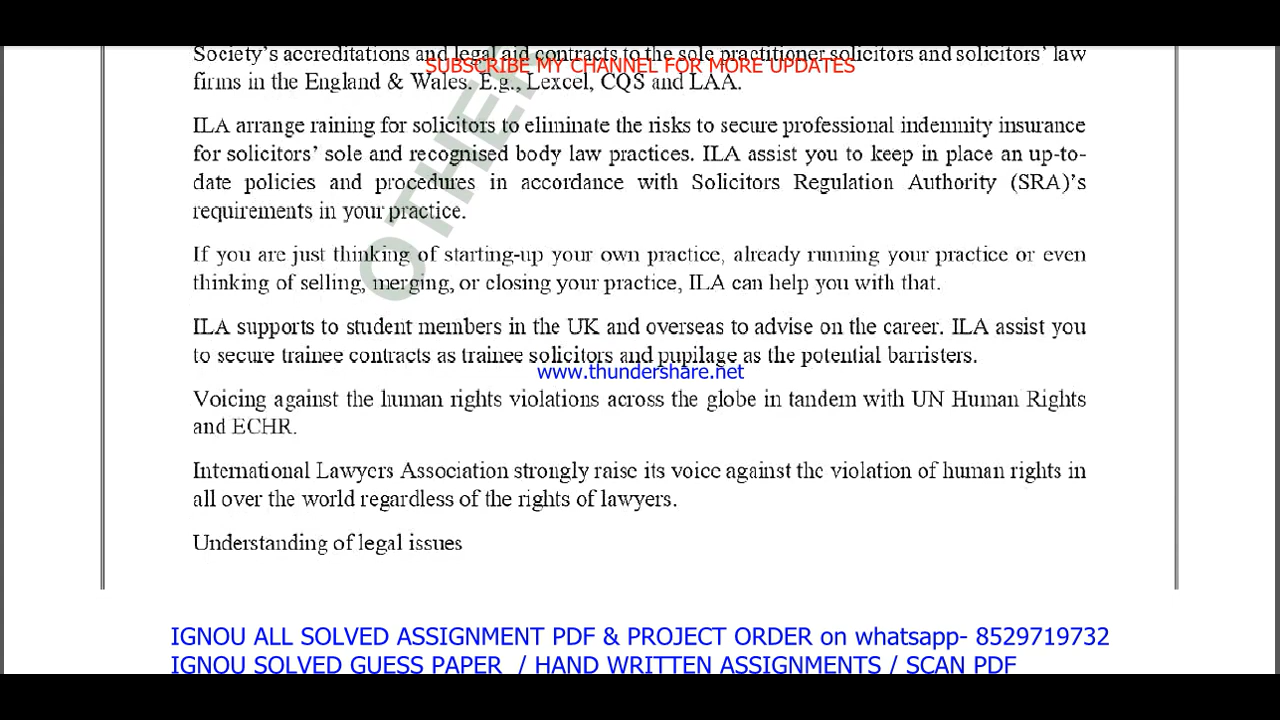 Society’s accreditations and legal aid contracts to the sole practitioner solicitors and solicitors’ law
SUBSCRIBE MY CHANNEL FOR MORE UPDATES
firms in the England & Wales. E.g., Lexcel, CQS and LAA.
ILA arrange raining for solicitors to eliminate the risks to secure professional indemnity insurance
for solicitors’ sole and recognised body law practices. ILA assist you to keep in place an up-to-
date policies and procedures in accordance with Solicitors Regulation Authority (SRA)’s
requirements in your practice.
OTHE
If you are just thinking of starting-up your own practice, already running your practice or even
thinking of selling, merging, or closing your practice, ILA can help you with that.
ILA supports to student members in the UK and overseas to advise on the career. ILA assist you
to secure trainee contracts as trainee solicitors and pupilage as the potential barristers.
www.thundershare.net
Voicing against the human rights violations across the globe in tandem with UN Human Rights
and ECHR.
International Lawyers Association strongly raise its voice against the violation of human rights in
all over the world regardless of the rights of lawyers.
Understanding of legal issues
IGNOU ALL SOLVED ASSIGNMENT PDF & PROJECT ORDER on whatsapp- 8529719732
IGNOU SOLVED GUESS PAPER / HAND WRITTEN ASSIGNMENTS / SCAN PDF